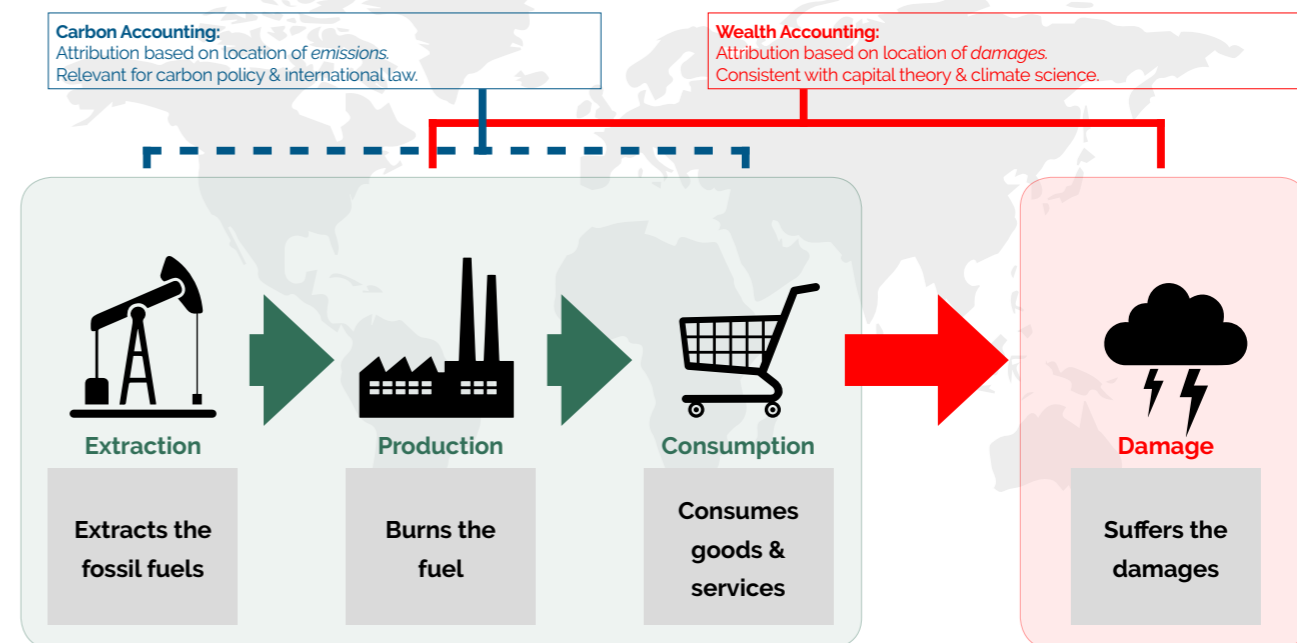 Carbon Accounting:
Attribution based on location of emissions.
Relevant for carbon policy & international law.
Wealth Accounting:
Attribution based on location of damages.
Consistent with capital theory & climate science.
Extraction
Production
Consumption
Damage
Extracts the
fossil fuels
Burns the
fuel
Consumes
goods &
services
Suffers the
damages